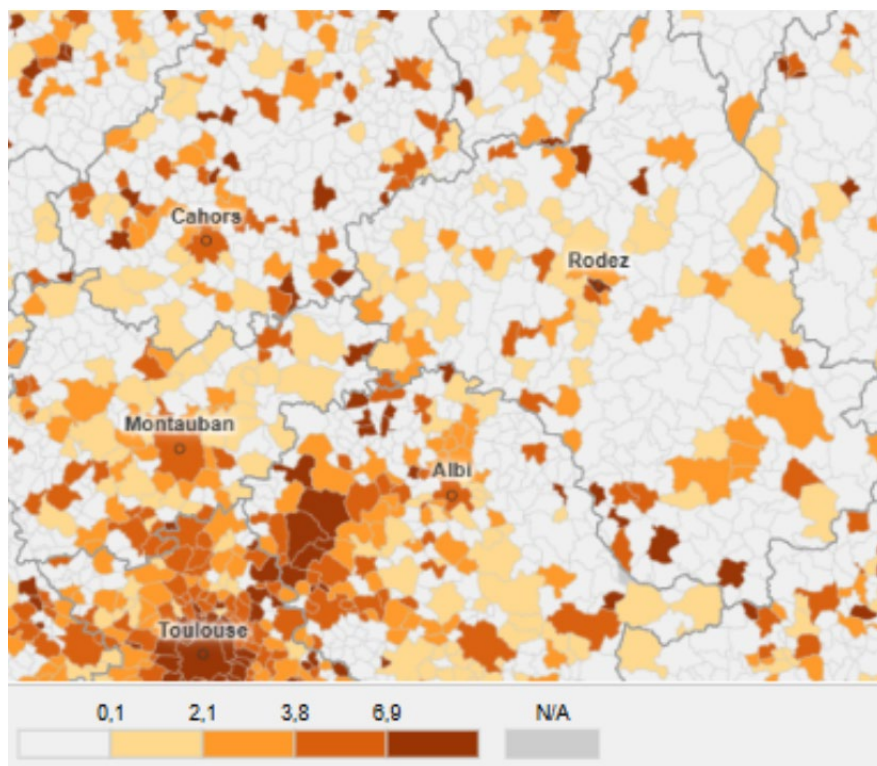 Cahors
Rodez
Montauban
Albi
Toulouse
0,1 2,1 3,8 6,9 N/A